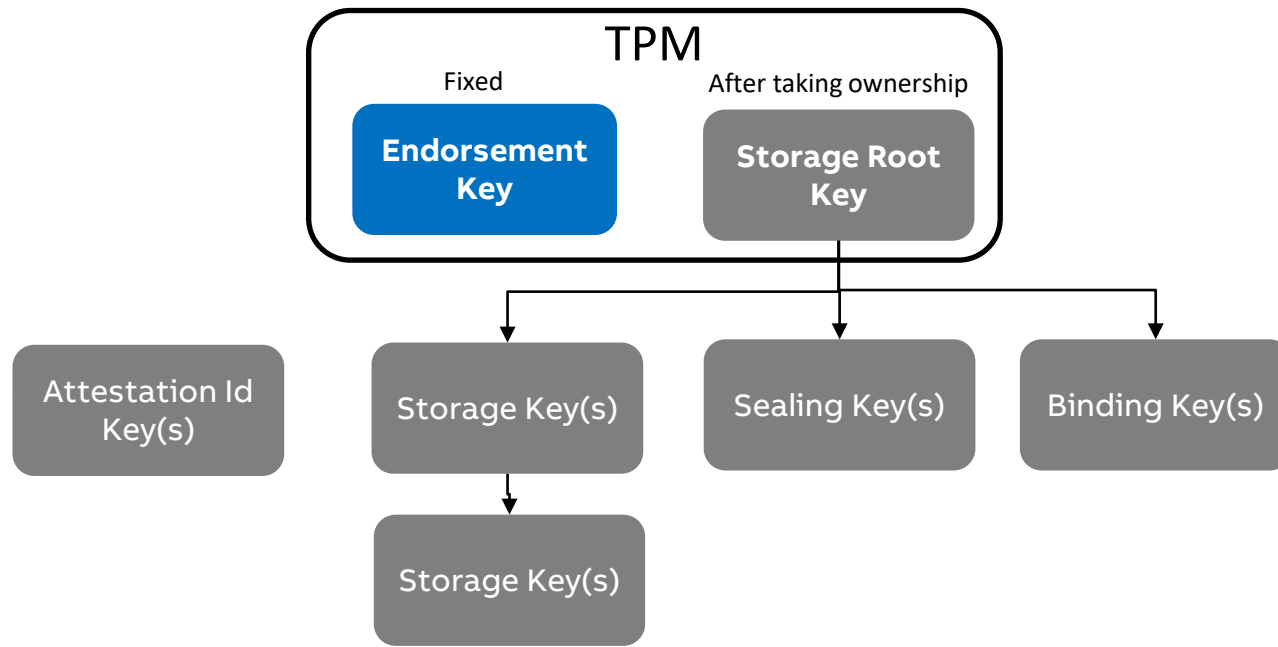 TPM
Fixed
After taking ownership
Endorsement
Key
Storage Root
Key
Attestation Id
Key(s)
Storage Key(s)
Sealing Key(s)
Binding Key(s)
Storage Key(s)